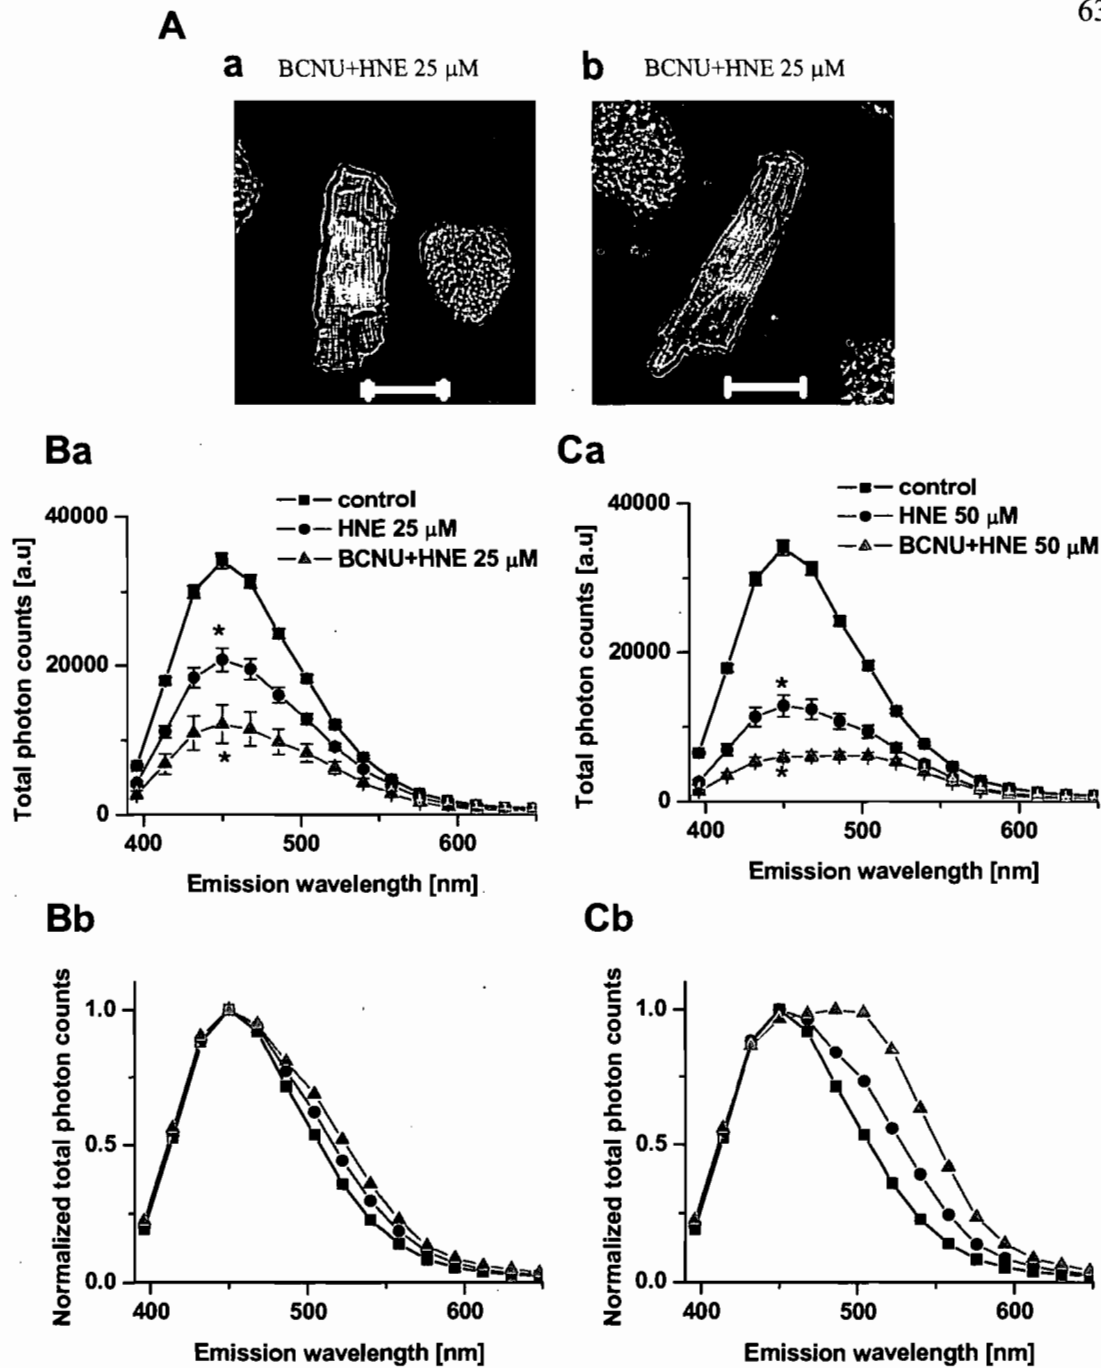 63
A
a BCNU+HNE 25 μM
b BCNU+HNE 25 μM
Ba
control
HNE 25 μM
BCNU+HNE 25 μM
Total photon counts [a.u]
40000
20000
0
*
*
400 500 600
Emission wavelength [nm]
Ca
control
HNE 50 μM
BCNU+HNE 50 μM
Total photon counts [a.u]
40000
20000
0
*
*
400 500 600
Emission wavelength [nm]
Bb
Normalized total photon counts
1.0
0.5
0.0
400 500 600
Emission wavelength [nm]
Cb
Normalized total photon counts
1.0
0.5
0.0
400 500 600
Emission wavelength [nm]